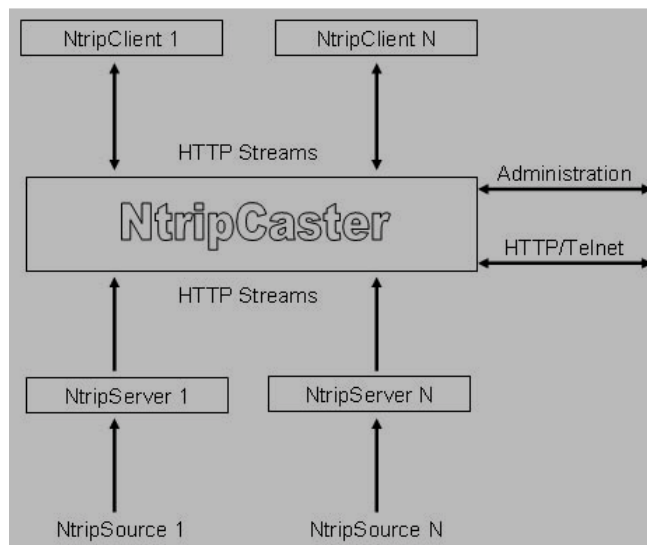 NtripClient 1
NtripClient N
HTTP Streams
Administration
NtripCaster
HTTP/Telnet
HTTP Streams
NtripServer 1
NtripServer N
NtripSource 1
NtripSource N